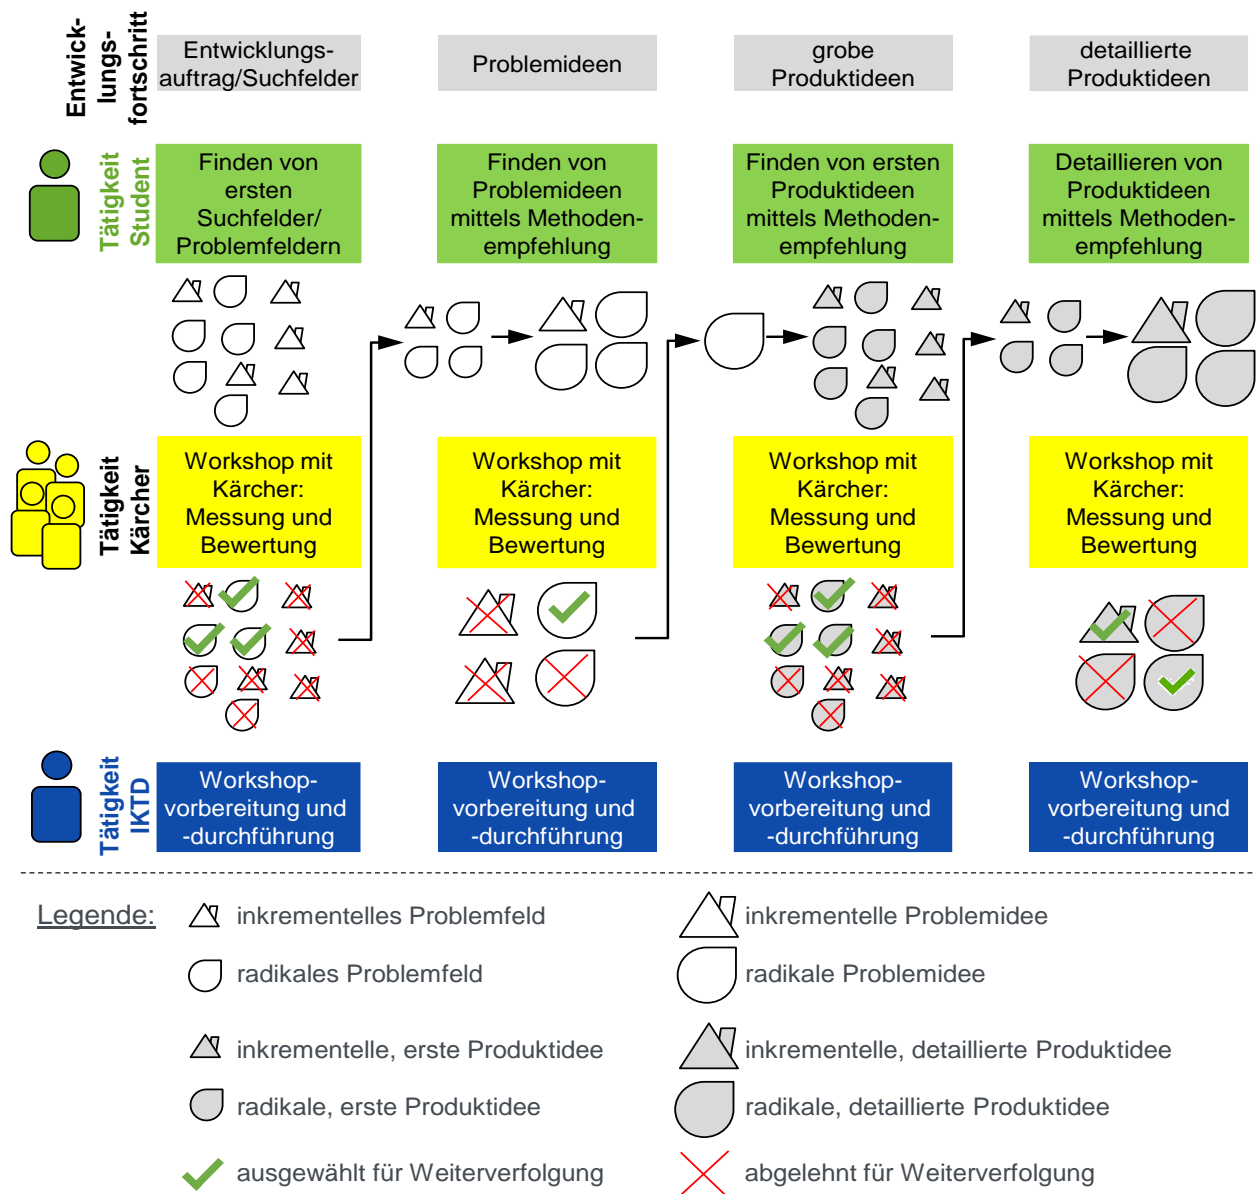 Entwick-
lungs-
fortschritt
Entwicklungs-
auftrag/Suchfelder
Problemideen
grobe
Produktideen
detaillierte
Produktideen
Tätigkeit
Student
Finden von
ersten
Suchfelder/
Problemfeldern
Finden von
Problemideen
mittels Methoden-
empfehlung
Finden von ersten
Produktideen
mittels Methoden-
empfehlung
Detaillieren von
Produktideen
mittels Methoden-
empfehlung
Tätigkeit
Kärcher
Workshop mit
Kärcher:
Messung und
Bewertung
Workshop mit
Kärcher:
Messung und
Bewertung
Workshop mit
Kärcher:
Messung und
Bewertung
Workshop mit
Kärcher:
Messung und
Bewertung
Tätigkeit
IKTD
Workshop-
vorbereitung und
-durchführung
Workshop-
vorbereitung und
-durchführung
Workshop-
vorbereitung und
-durchführung
Workshop-
vorbereitung und
-durchführung
Legende:
inkrementelles Problemfeld
inkrementelle Problemidee
radikales Problemfeld
radikale Problemidee
inkrementelle, erste Produktidee
inkrementelle, detaillierte Produktidee
radikale, erste Produktidee
radikale, detaillierte Produktidee
ausgewählt für Weiterverfolgung
abgelehnt für Weiterverfolgung